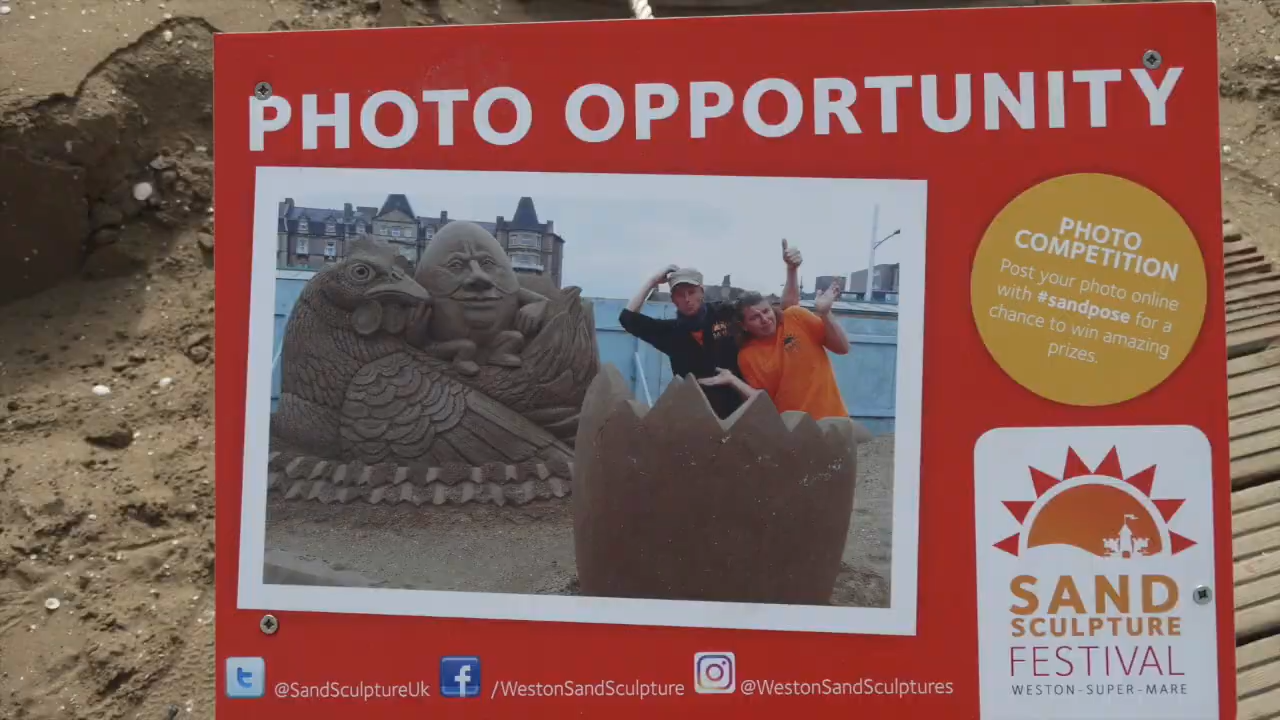 PHOTO OPPORTUNITY
PHOTO
COMPETITION
Post your photo online
with #sandpose for a
chance to win amazing
prizes.
SAND
SCULPTURE
FESTIVAL
WESTON-SUPER-MARE
@SandSculptureUk
/WestonSandSculpture
@WestonSandSculptures